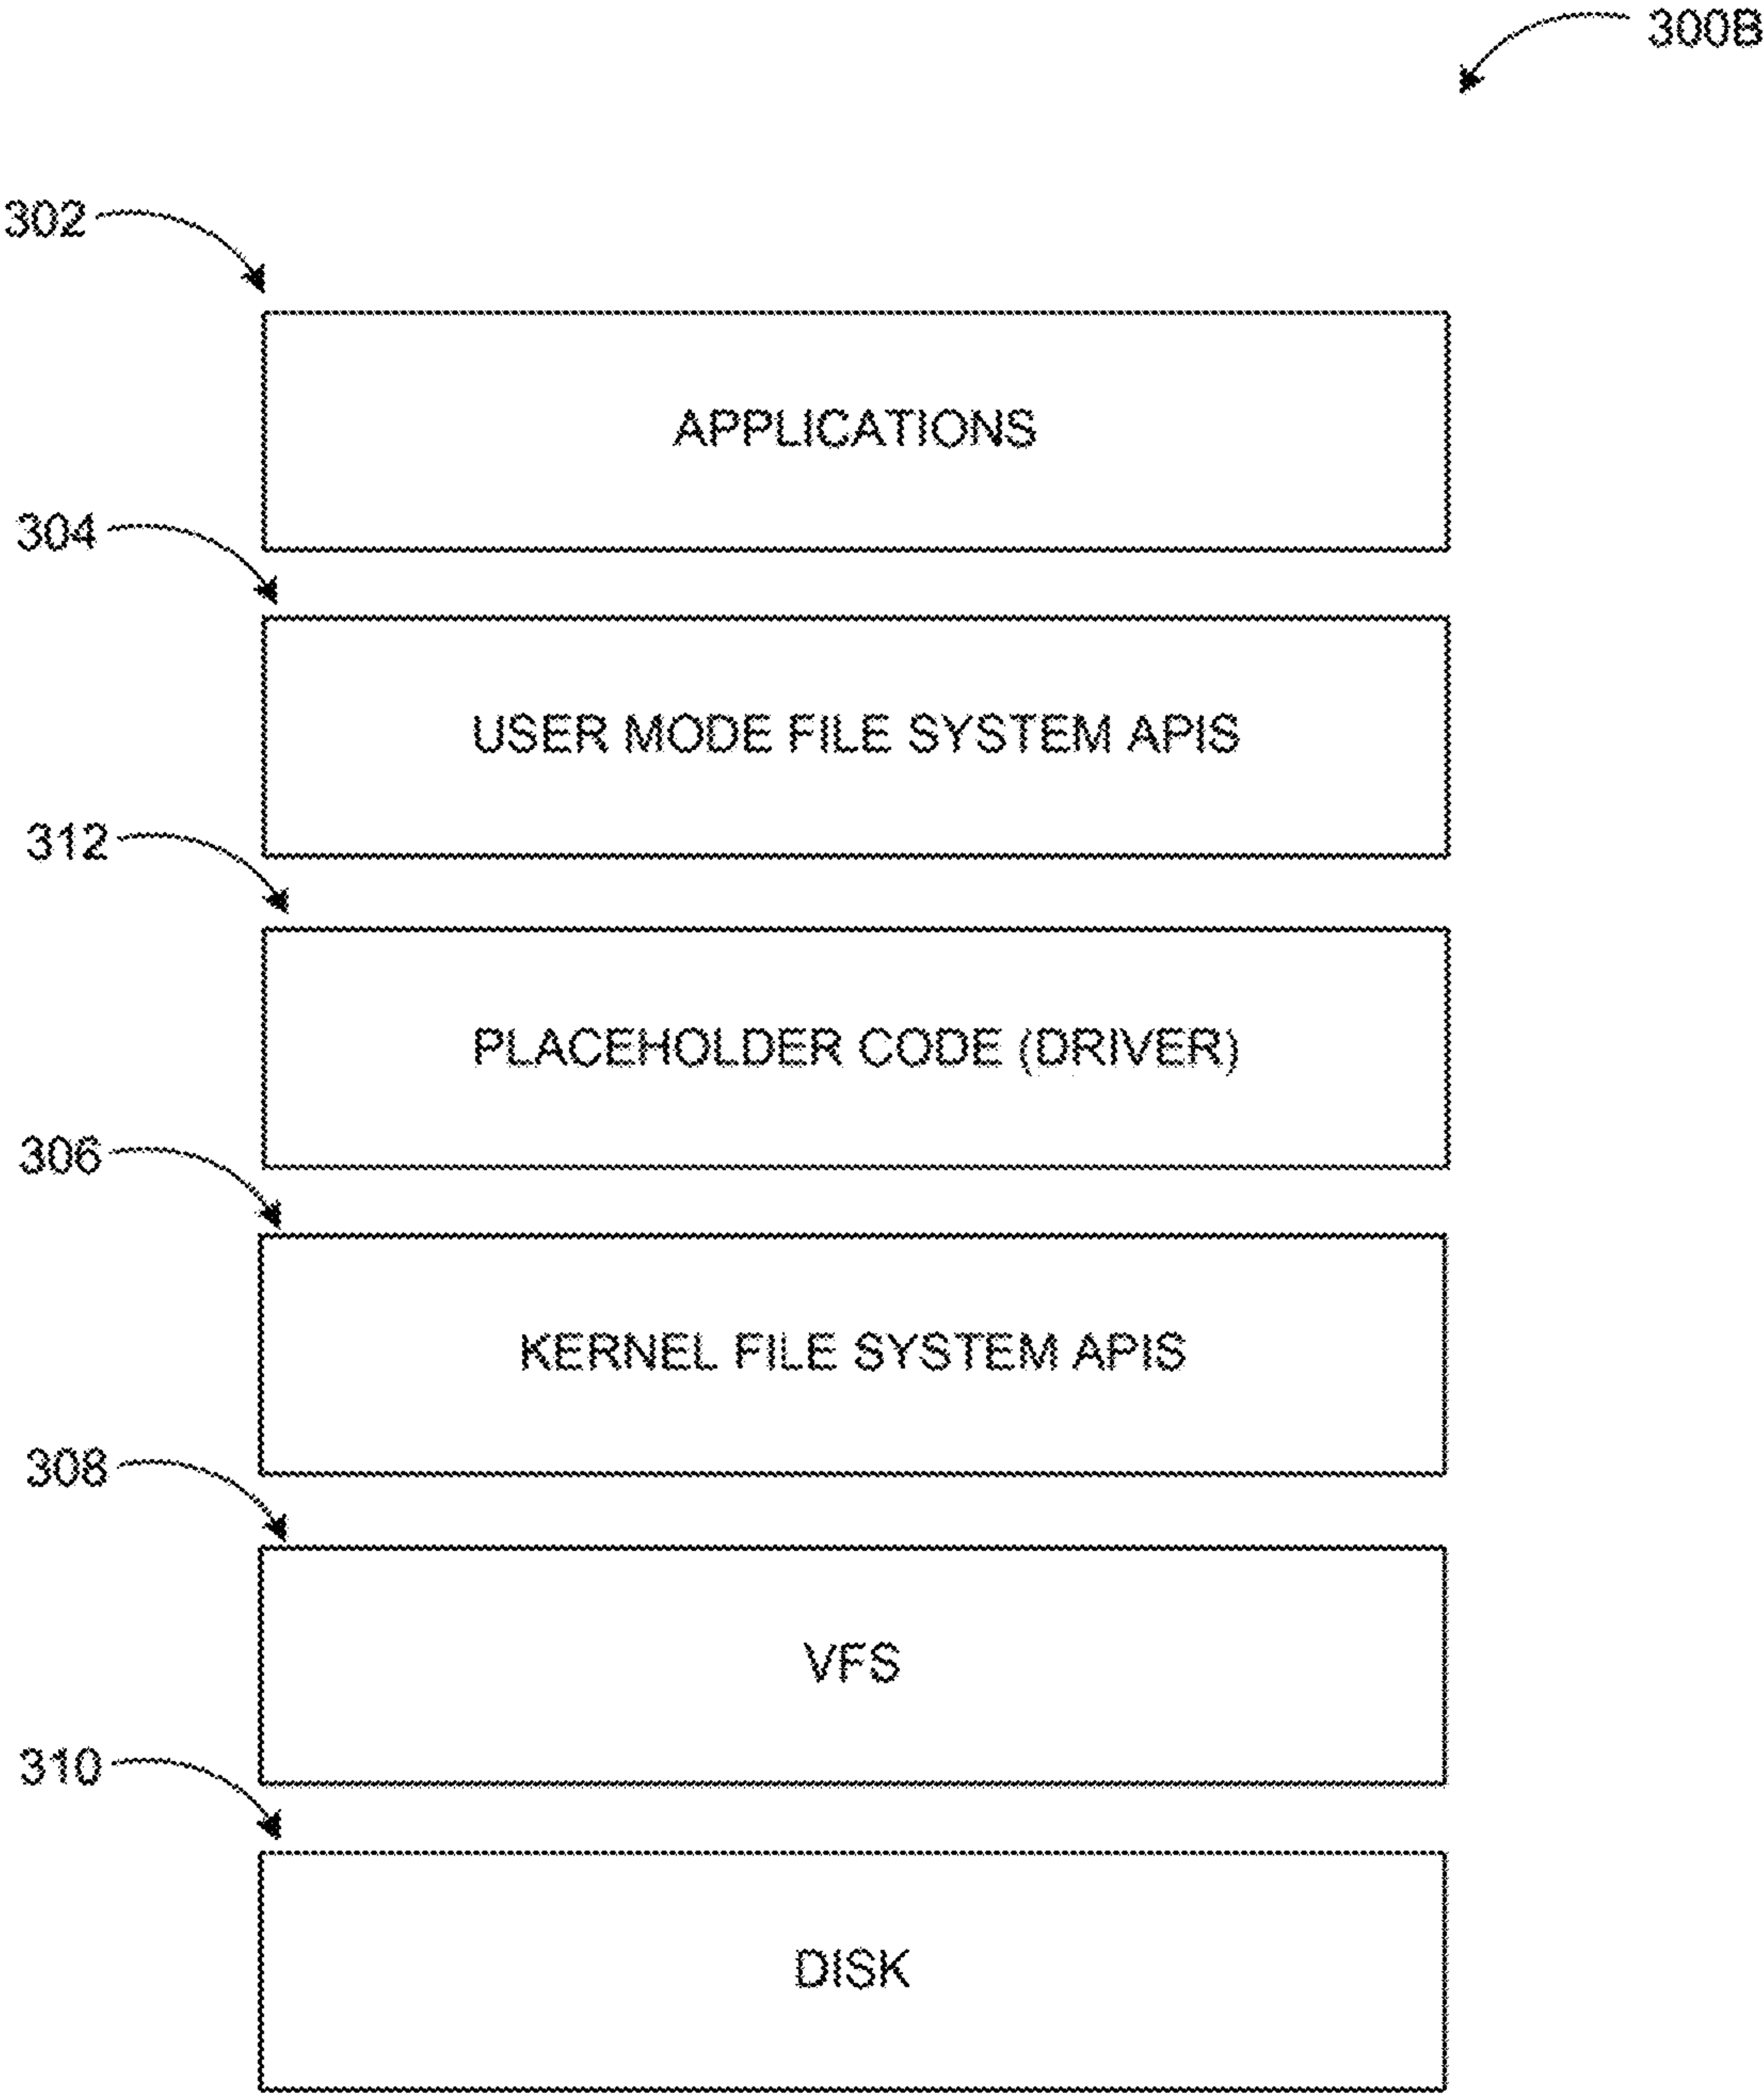 300B
302
APPLICATIONS
304
USER MODE FILE SYSTEM APIS
312
PLACEHOLDER CODE (DRIVER)
306
KERNEL FILE SYSTEM APIS
308
VFS
310
DISK